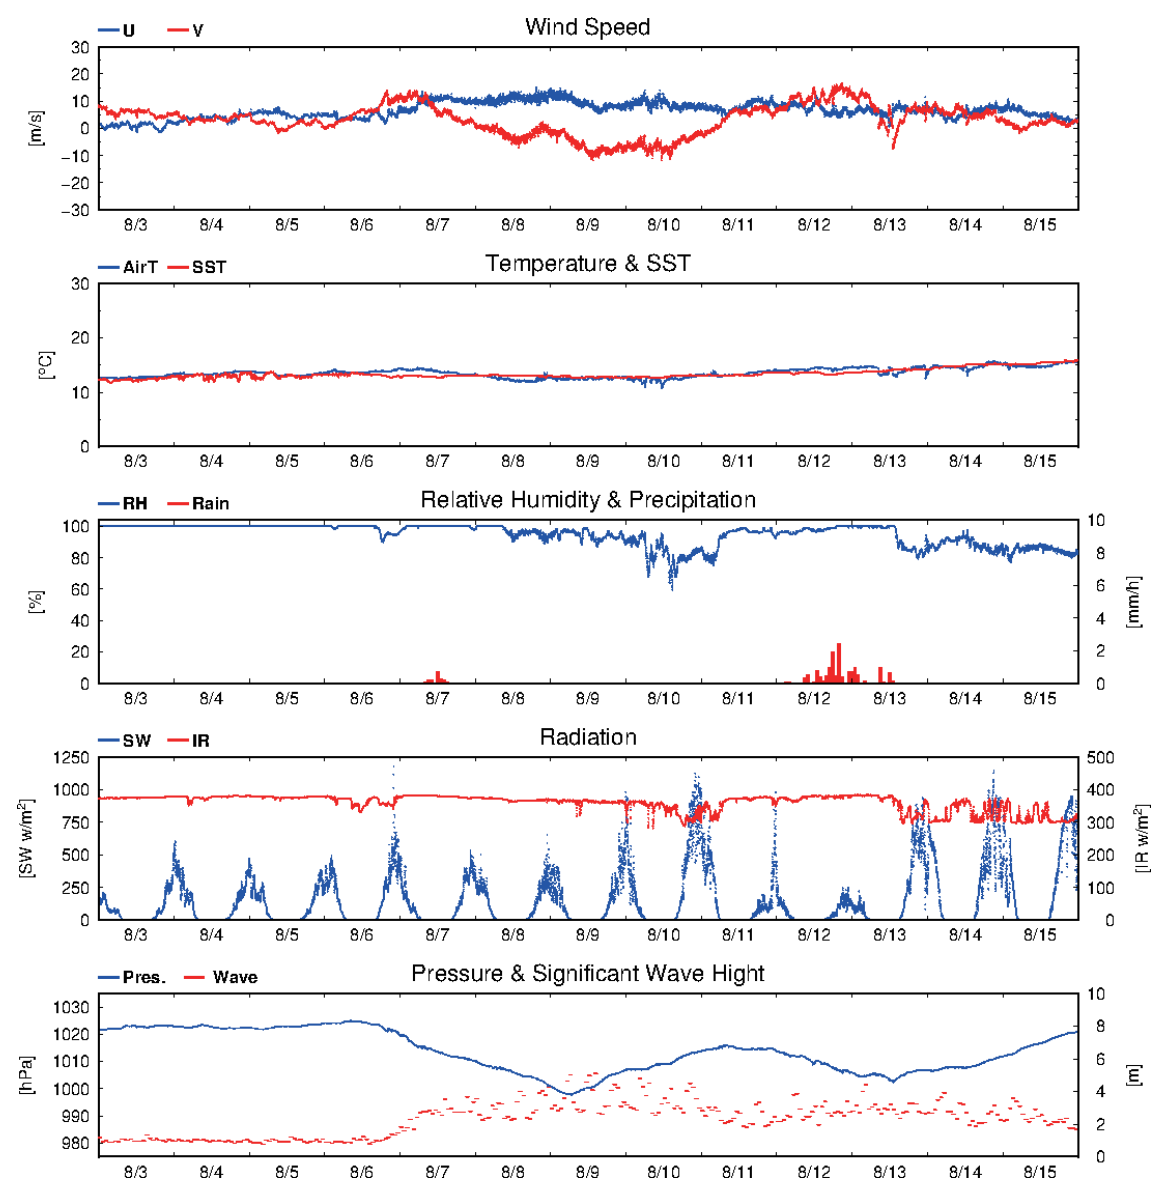 Wind Speed
U V
30
20
10
0
−10
−20
−30
[m/s]
8/3 8/4 8/5 8/6 8/7 8/8 8/9 8/10 8/11 8/12 8/13 8/14 8/15
Temperature & SST
AirT SST
30
20
10
0
[°C]
8/3 8/4 8/5 8/6 8/7 8/8 8/9 8/10 8/11 8/12 8/13 8/14 8/15
Relative Humidity & Precipitation
RH Rain
100 10
80 8
60 6
40 4
20 2
0 0
[%] [mm/h]
8/3 8/4 8/5 8/6 8/7 8/8 8/9 8/10 8/11 8/12 8/13 8/14 8/15
Radiation
SW IR
1250 500
1000 400
750 300
500 200
250 100
0 0
[SW w/m²] [IR w/m²]
8/3 8/4 8/5 8/6 8/7 8/8 8/9 8/10 8/11 8/12 8/13 8/14 8/15
Pressure & Significant Wave Hight
Pres. Wave
1030 10
1020 8
1010 6
1000 4
990 2
980 0
[hPa] [m]
8/3 8/4 8/5 8/6 8/7 8/8 8/9 8/10 8/11 8/12 8/13 8/14 8/15